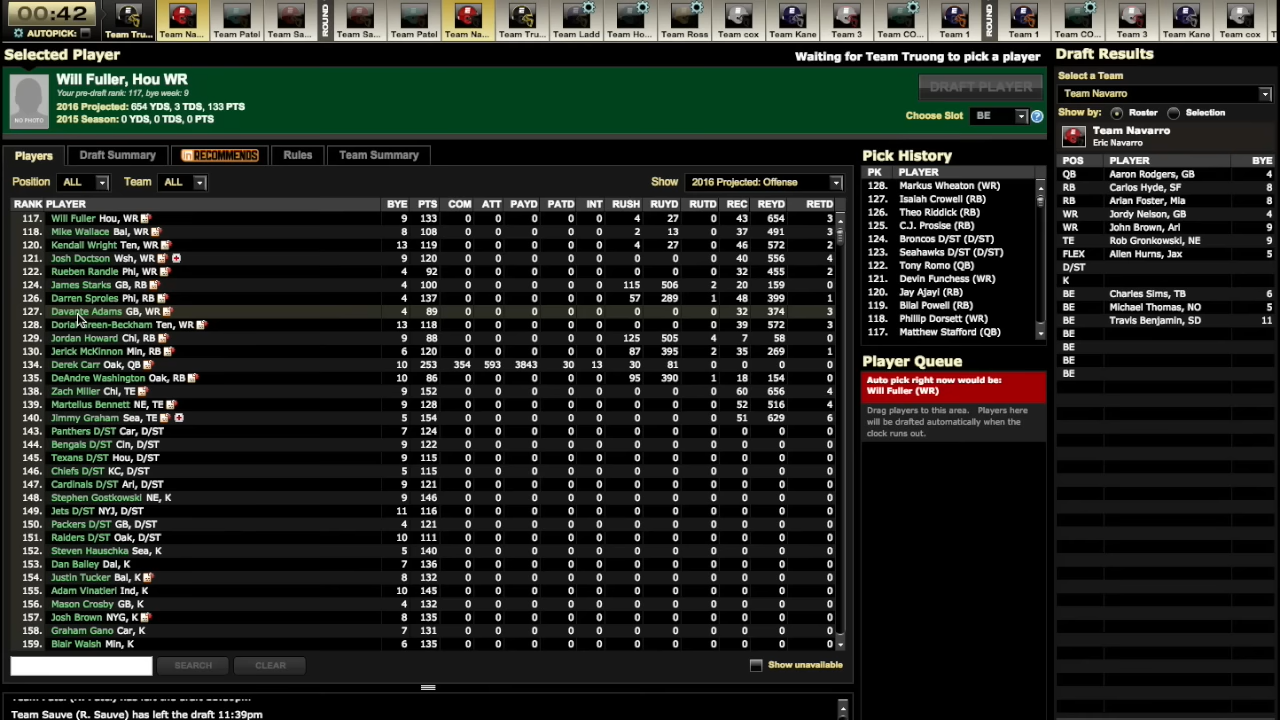 00:42
AUTOPICK:
Team Tru...
Team Na...
Team Patel
Team Sa...
ROUND
Team Sa...
Team Patel
Team Na...
Team Tru...
Team Ladd
Team Ho...
Team Ross
Team cox
Team 3
Team CO...
Team 1
ROUND
Team 1
Team CO...
Team 3
Team Kane
Team cox
Selected Player
Waiting for Team Truong to pick a player
NO PHOTO
Will Fuller, Hou WR
Your pre-draft rank: 117, bye week: 9
2016 Projected: 654 YDS, 3 TDS, 133 PTS
2015 Season: 0 YDS, 0 TDS, 0 PTS
DRAFT PLAYER
Choose Slot BE ?
Players
Draft Summary
in RECOMMENDS
Rules
Team Summary
Position ALL Team ALL Show 2016 Projected: Offense
RANK PLAYER BYE PTS COM ATT PAYD PATD INT RUSH RUYD RUTD REC REYD RETD
117. Will Fuller Hou, WR 9 133 0 0 0 0 0 4 27 0 43 654 3
118. Mike Wallace Bal, WR 8 108 0 0 0 0 0 2 13 0 37 491 3
120. Kendall Wright Ten, WR 13 119 0 0 0 0 0 4 27 0 46 572 2
121. Josh Doctson Wsh, WR 9 120 0 0 0 0 0 0 0 0 40 556 4
122. Rueben Randle Phi, WR 4 92 0 0 0 0 0 0 0 0 32 455 2
124. James Starks GB, RB 4 100 0 0 0 0 0 115 506 2 20 159 0
126. Darren Sproles Phi, RB 4 137 0 0 0 0 0 57 289 1 48 399 1
127. Davante Adams GB, WR 4 89 0 0 0 0 0 0 0 0 32 374 3
128. Dorial Green-Beckham Ten, WR 13 118 0 0 0 0 0 0 0 0 39 572 3
129. Jordan Howard Chi, RB 9 88 0 0 0 0 0 125 505 4 7 58 0
130. Jerick McKinnon Min, RB 6 120 0 0 0 0 0 87 395 2 35 269 1
134. Derek Carr Oak, QB 10 253 354 593 3843 30 13 30 81 0 0 0 0
135. DeAndre Washington Oak, RB 10 86 0 0 0 0 0 95 390 1 18 154 0
138. Zach Miller Chi, TE 9 152 0 0 0 0 0 0 0 0 60 656 4
139. Martellus Bennett NE, TE 9 128 0 0 0 0 0 0 0 0 52 516 4
140. Jimmy Graham Sea, TE 5 154 0 0 0 0 0 0 0 0 51 629 4
143. Panthers D/ST Car, D/ST 7 124 0 0 0 0 0 0 0 0 0 0 0
144. Bengals D/ST Cin, D/ST 9 122 0 0 0 0 0 0 0 0 0 0 0
145. Texans D/ST Hou, D/ST 9 115 0 0 0 0 0 0 0 0 0 0 0
146. Chiefs D/ST KC, D/ST 5 115 0 0 0 0 0 0 0 0 0 0 0
147. Cardinals D/ST Ari, D/ST 9 121 0 0 0 0 0 0 0 0 0 0 0
148. Stephen Gostkowski NE, K 9 146 0 0 0 0 0 0 0 0 0 0 0
149. Jets D/ST NYJ, D/ST 11 116 0 0 0 0 0 0 0 0 0 0 0
150. Packers D/ST GB, D/ST 4 121 0 0 0 0 0 0 0 0 0 0 0
151. Raiders D/ST Oak, D/ST 10 111 0 0 0 0 0 0 0 0 0 0 0
152. Steven Hauschka Sea, K 5 140 0 0 0 0 0 0 0 0 0 0 0
153. Dan Bailey Dal, K 7 136 0 0 0 0 0 0 0 0 0 0 0
154. Justin Tucker Bal, K 8 132 0 0 0 0 0 0 0 0 0 0 0
155. Adam Vinatieri Ind, K 10 145 0 0 0 0 0 0 0 0 0 0 0
156. Mason Crosby GB, K 4 132 0 0 0 0 0 0 0 0 0 0 0
157. Josh Brown NYG, K 8 135 0 0 0 0 0 0 0 0 0 0 0
158. Graham Gano Car, K 7 131 0 0 0 0 0 0 0 0 0 0 0
159. Blair Walsh Min, K 6 135 0 0 0 0 0 0 0 0 0 0 0
SEARCH CLEAR Show unavailable
has left the draft
Team Sauve (R. Sauve) has left the draft 11:39pm
Pick History
PK PLAYER
128. Markus Wheaton (WR)
127. Isaiah Crowell (RB)
126. Theo Riddick (RB)
125. C.J. Prosise (RB)
124. Broncos D/ST (D/ST)
123. Seahawks D/ST (D/ST)
122. Tony Romo (QB)
121. Devin Funchess (WR)
120. Jay Ajayi (RB)
119. Bilal Powell (RB)
118. Phillip Dorsett (WR)
117. Matthew Stafford (QB)
Player Queue
Auto pick right now would be:
Will Fuller (WR)
Drag players to this area. Players here
will be drafted automatically when the
clock runs out.
Draft Results
Select a Team
Team Navarro
Show by: Roster Selection
Team Navarro
Eric Navarro
POS PLAYER BYE
QB Aaron Rodgers, GB 4
RB Carlos Hyde, SF 8
RB Arian Foster, Mia 8
WR Jordy Nelson, GB 4
WR John Brown, Ari 9
TE Rob Gronkowski, NE 9
FLEX Allen Hurns, Jax 5
D/ST
K
BE Charles Sims, TB 6
BE Michael Thomas, NO 5
BE Travis Benjamin, SD 11
BE
BE
BE
BE